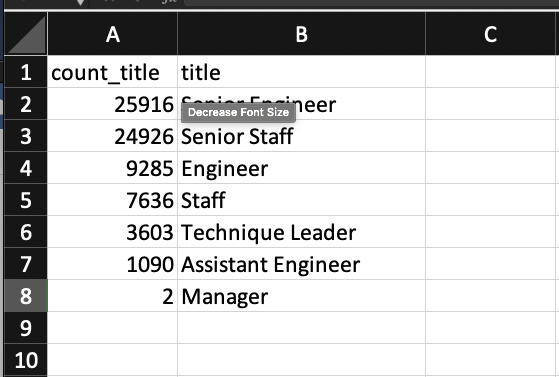 A B C
1 count_title title
2 25916 Senior Engineer
Decrease Font Size
3 24926 Senior Staff
4 9285 Engineer
5 7636 Staff
6 3603 Technique Leader
7 1090 Assistant Engineer
8 2 Manager
9
10